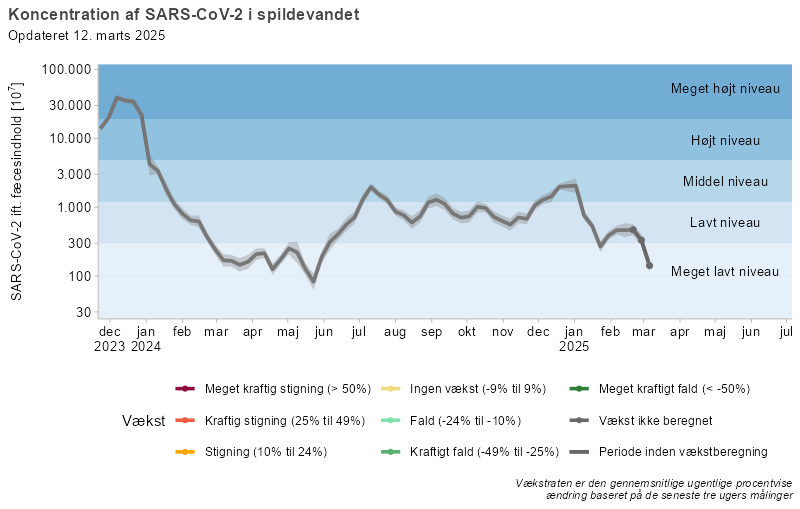 Koncentration af SARS-CoV-2 i spildevandet
Opdateret 12. marts 2025
SARS-CoV-2 ift. fæcesindhold [10⁷]
100.000
30.000
10.000
3.000
1.000
300
100
30
Meget højt niveau
Højt niveau
Middel niveau
Lavt niveau
Meget lavt niveau
dec jan feb mar apr maj jun jul aug sep okt nov dec jan feb mar apr maj jun jul
2023 2024 2025
Vækst
Meget kraftig stigning (> 50%) Ingen vækst (-9% til 9%) Meget kraftigt fald (< -50%)
Kraftig stigning (25% til 49%) Fald (-24% til -10%) Vækst ikke beregnet
Stigning (10% til 24%) Kraftigt fald (-49% til -25%) Periode inden vækstberegning
Vækstraten er den gennemsnitlige ugentlige procentvise
ændring baseret på de seneste tre ugers målinger